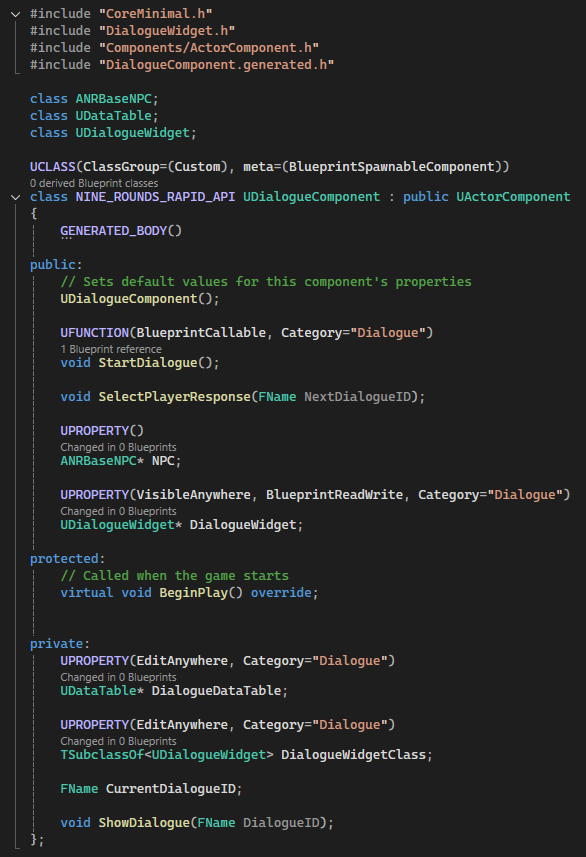 #include "CoreMinimal.h"
#include "DialogueWidget.h"
#include "Components/ActorComponent.h"
#include "DialogueComponent.generated.h"

class ANRBaseNPC;
class UDataTable;
class UDialogueWidget;

UCLASS(ClassGroup=(Custom), meta=(BlueprintSpawnableComponent))
0 derived Blueprint classes
class NINE_ROUNDS_RAPID_API UDialogueComponent : public UActorComponent
{
    GENERATED_BODY()

public:
    // Sets default values for this component's properties
    UDialogueComponent();

    UFUNCTION(BlueprintCallable, Category="Dialogue")
    1 Blueprint reference
    void StartDialogue();

    void SelectPlayerResponse(FName NextDialogueID);

    UPROPERTY()
    Changed in 0 Blueprints
    ANRBaseNPC* NPC;

    UPROPERTY(VisibleAnywhere, BlueprintReadWrite, Category="Dialogue")
    Changed in 0 Blueprints
    UDialogueWidget* DialogueWidget;

protected:
    // Called when the game starts
    virtual void BeginPlay() override;


private:
    UPROPERTY(EditAnywhere, Category="Dialogue")
    Changed in 0 Blueprints
    UDataTable* DialogueDataTable;

    UPROPERTY(EditAnywhere, Category="Dialogue")
    Changed in 0 Blueprints
    TSubclassOf<UDialogueWidget> DialogueWidgetClass;

    FName CurrentDialogueID;

    void ShowDialogue(FName DialogueID);
};